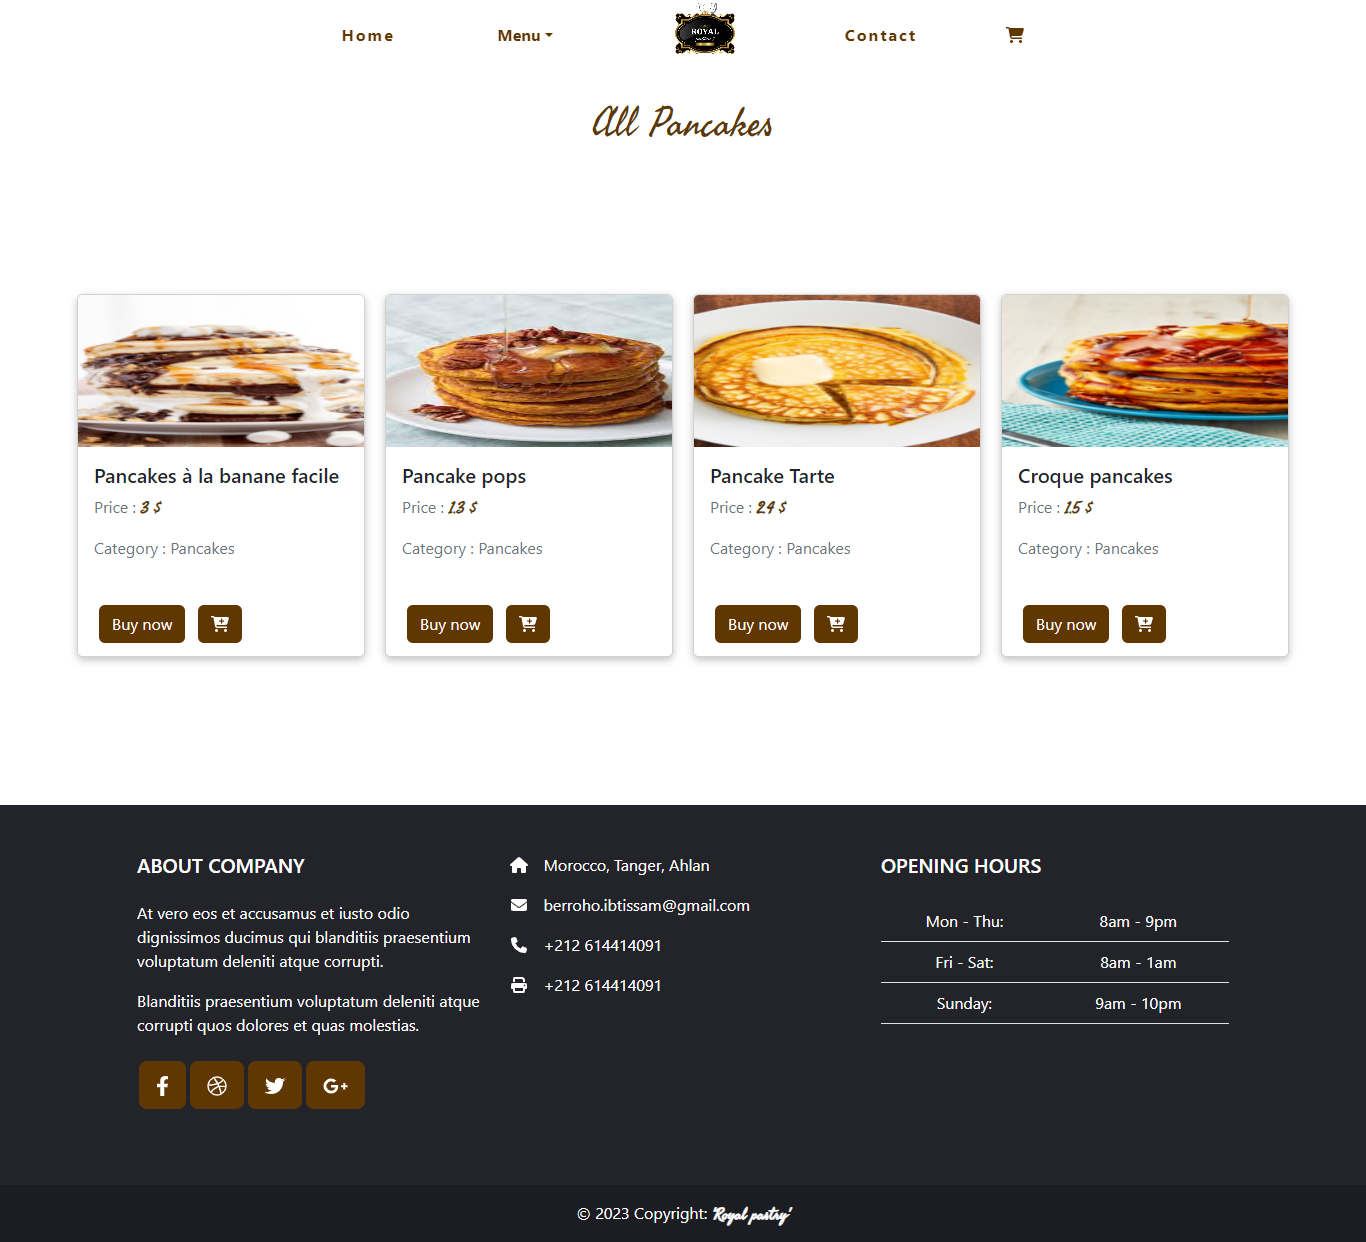 Home
Menu
ROYAL
Contact
All Pancakes
Pancakes à la banane facile
Price : 3 $
Category : Pancakes
Buy now
Pancake pops
Price : 13 $
Category : Pancakes
Buy now
Pancake Tarte
Price : 24 $
Category : Pancakes
Buy now
Croque pancakes
Price : 15 $
Category : Pancakes
Buy now
ABOUT COMPANY
At vero eos et accusamus et iusto odio
dignissimos ducimus qui blanditiis praesentium
voluptatum deleniti atque corrupti.
Blanditiis praesentium voluptatum deleniti atque
corrupti quos dolores et quas molestias.
Morocco, Tanger, Ahlan
berroho.ibtissam@gmail.com
+212 614414091
+212 614414091
OPENING HOURS
Mon - Thu: 8am - 9pm
Fri - Sat: 8am - 1am
Sunday: 9am - 10pm
© 2023 Copyright: 'Royal pastry'